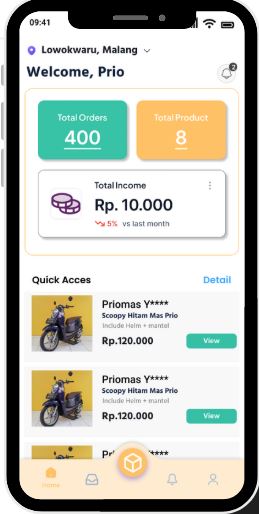 09:41
Lowokwaru, Malang
Welcome, Prio
2
Total Orders
400
Total Product
8
Total Income
Rp. 10.000
5% vs last month
Quick Acces
Detail
Priomas Y****
Scoopy Hitam Mas Prio
Include Helm + mantel
Rp.120.000
View
Priomas Y****
Scoopy Hitam Mas Prio
Include Helm + mantel
Rp.120.000
View
Home